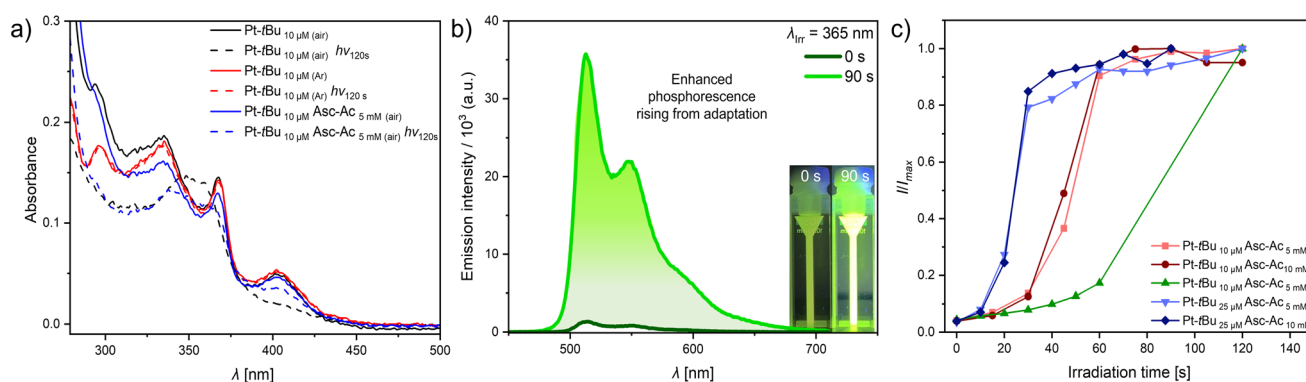 a)
0.3
0.2
0.1
0.0
Absorbance
300
350
400
450
500
λ [nm]
Pt-tBu 10 µM (air)
Pt-tBu 10 µM (air) hv120s
Pt-tBu 10 µM (Ar)
Pt-tBu 10 µM (Ar) hv120 s
Pt-tBu 10 µM Asc-Ac 5 mM (air)
Pt-tBu 10 µM Asc-Ac 5 mM (air) hv120s
b)
40
30
20
10
0
Emission intensity / 10³ (a.u.)
500
600
700
λ [nm]
λIrr = 365 nm
0 s
90 s
Enhanced
phosphorescence
rising from adaptation
0 s
90 s
c)
1.0
0.8
0.6
0.4
0.2
0.0
I/Imax
0
20
40
60
80
100
120
140
Irradiation time [s]
Pt-tBu 10 µM Asc-Ac 5 mM
Pt-tBu 10 µM Asc-Ac 10 mM
Pt-tBu 10 µM Asc-Ac 5 mM
Pt-tBu 25 µM Asc-Ac 5 mM
Pt-tBu 25 µM Asc-Ac 10 m